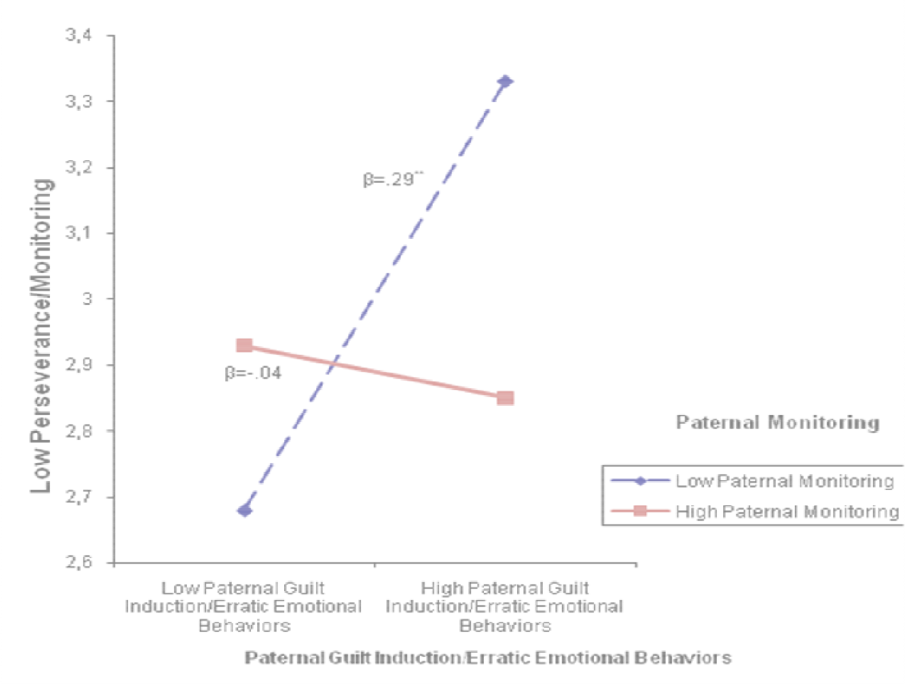 3,4
3,3
3,2
3,1
3
2,9
2,8
2,7
2,6
Low Perseverance/Monitoring
β=.29**
β=-.04
Paternal Monitoring
Low Paternal Monitoring
High Paternal Monitoring
Low Paternal Guilt
Induction/Erratic Emotional
Behaviors
High Paternal Guilt
Induction/Erratic Emotional
Behaviors
Paternal Guilt Induction/Erratic Emotional Behaviors